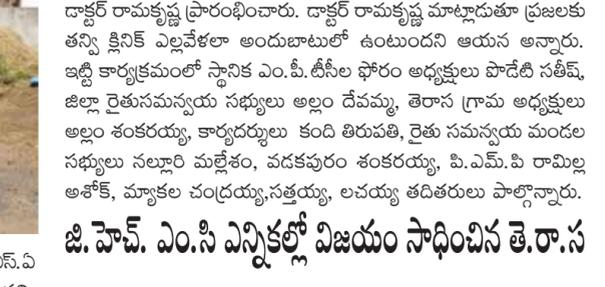 డాక్టర్ రామకృష్ణ ప్రారంభించారు. డాక్టర్ రామకృష్ణ మాట్లాడుతూ ప్రజలకు
తన్వి క్లినిక్ ఎల్లవేళలా అందుబాటులో ఉంటుందని ఆయన అన్నారు.
ఇట్టి కార్యక్రమంలో స్థానిక ఎం.పీ.టీసీల ఫోరం అధ్యక్షులు పొడేటి సతీష్,
జిల్లా రైతుసమన్వయ సభ్యులు అల్లం దేవమ్మ, తెరాస గ్రామ అధ్యక్షులు
అల్లం శంకరయ్య, కార్యదర్శులు కంది తిరుపతి, రైతు సమన్వయ మండల
సభ్యులు నల్లూరి మల్లేశం, వడకపురం శంకరయ్య, పి.ఎమ్.పి రామిల్ల
అశోక్, మ్యాకల చంద్రయ్య,సత్తయ్య, లచయ్య తదితరులు పాల్గొన్నారు.
జి.హెచ్. ఎం.సి ఎన్నికల్లో విజయం సాధించిన తె.రా.స
ఎస్.ఏ